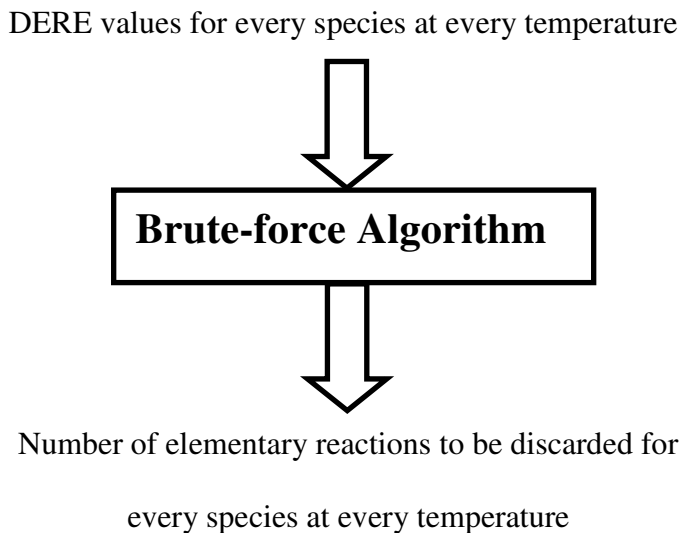 DERE values for every species at every temperature
Brute-force Algorithm
Number of elementary reactions to be discarded for
every species at every temperature